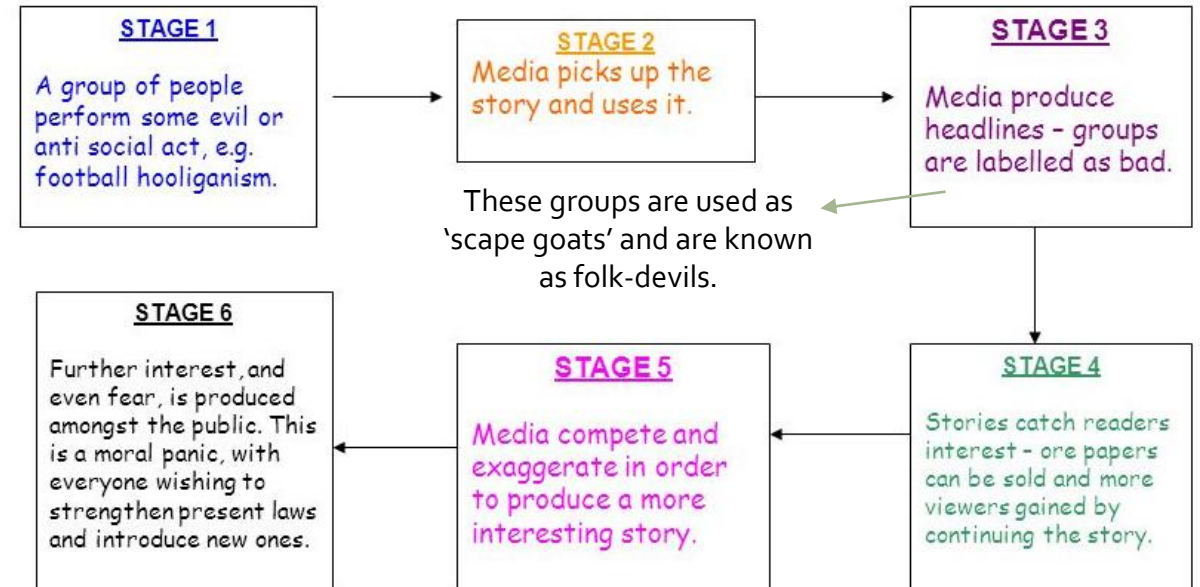 STAGE 1
A group of people
perform some evil or
anti social act, e.g.
football hooliganism.
STAGE 2
Media picks up the
story and uses it.
STAGE 3
Media produce
headlines – groups
are labelled as bad.
These groups are used as
‘scape goats’ and are known
as folk-devils.
STAGE 4
Stories catch readers
interest – ore papers
can be sold and more
viewers gained by
continuing the story.
STAGE 5
Media compete and
exaggerate in order
to produce a more
interesting story.
STAGE 6
Further interest, and
even fear, is produced
amongst the public. This
is a moral panic, with
everyone wishing to
strengthen present laws
and introduce new ones.